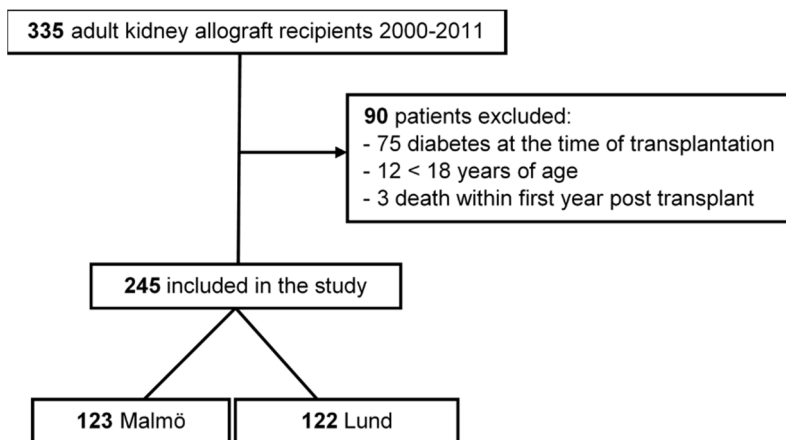 335 adult kidney allograft recipients 2000-2011
90 patients excluded:
- 75 diabetes at the time of transplantation
- 12 < 18 years of age
- 3 death within first year post transplant
245 included in the study
123 Malmö
122 Lund